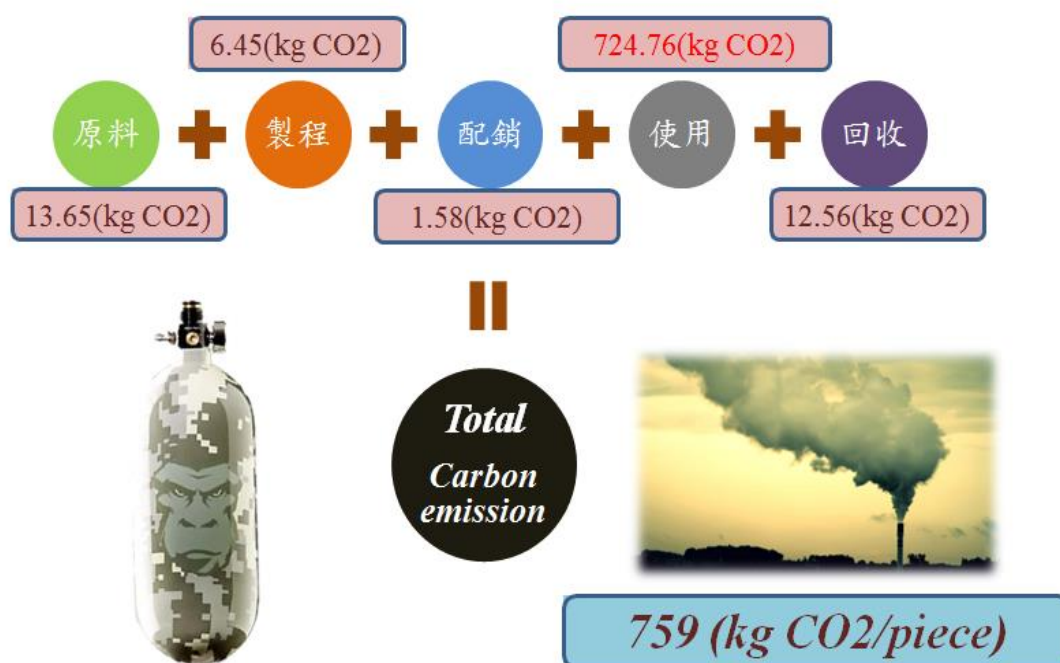 6.45(kg CO2)
724.76(kg CO2)
原料
製程
配銷
使用
回收
13.65(kg CO2)
1.58(kg CO2)
12.56(kg CO2)
Total
Carbon
emission
759 (kg CO2/piece)